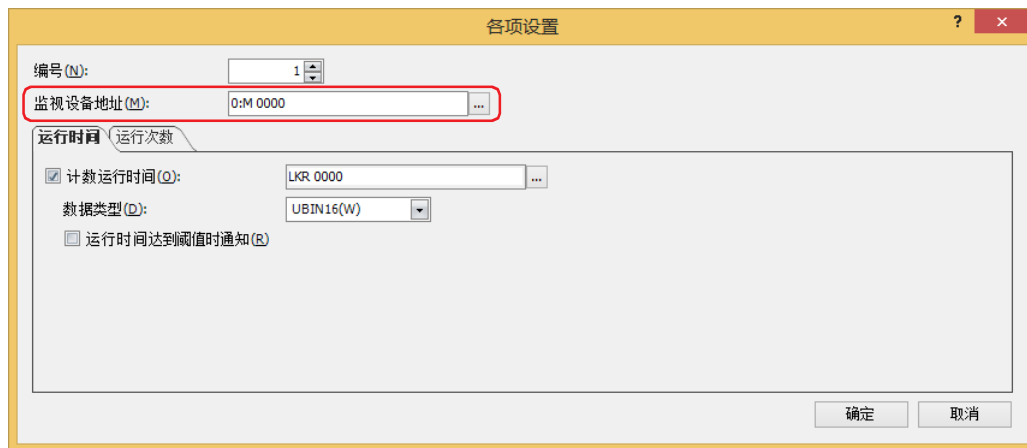 各项设置
?
×
编号(N):
1
监视设备地址(M):
0:M 0000
...
运行时间
运行次数
计数运行时间(O):
LKR 0000
...
数据类型(D):
UBIN16(W)
运行时间达到阈值时通知(R)
确定
取消